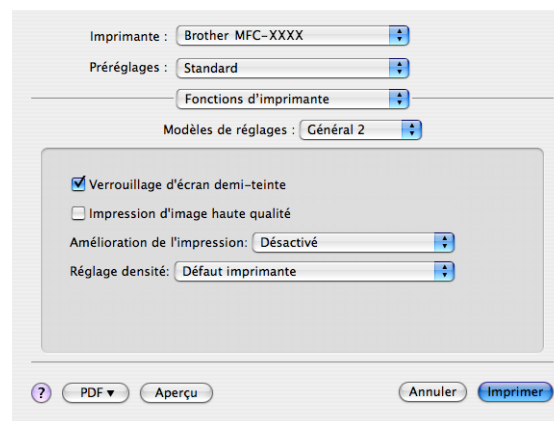 Imprimante : Brother MFC-XXXX
Préréglages : Standard
Fonctions d'imprimante
Modèles de réglages : Général 2
Verrouillage d'écran demi-teinte
Impression d'image haute qualité
Amélioration de l'impression: Désactivé
Réglage densité: Défaut imprimante
? PDF ▼ Aperçu Annuler Imprimer